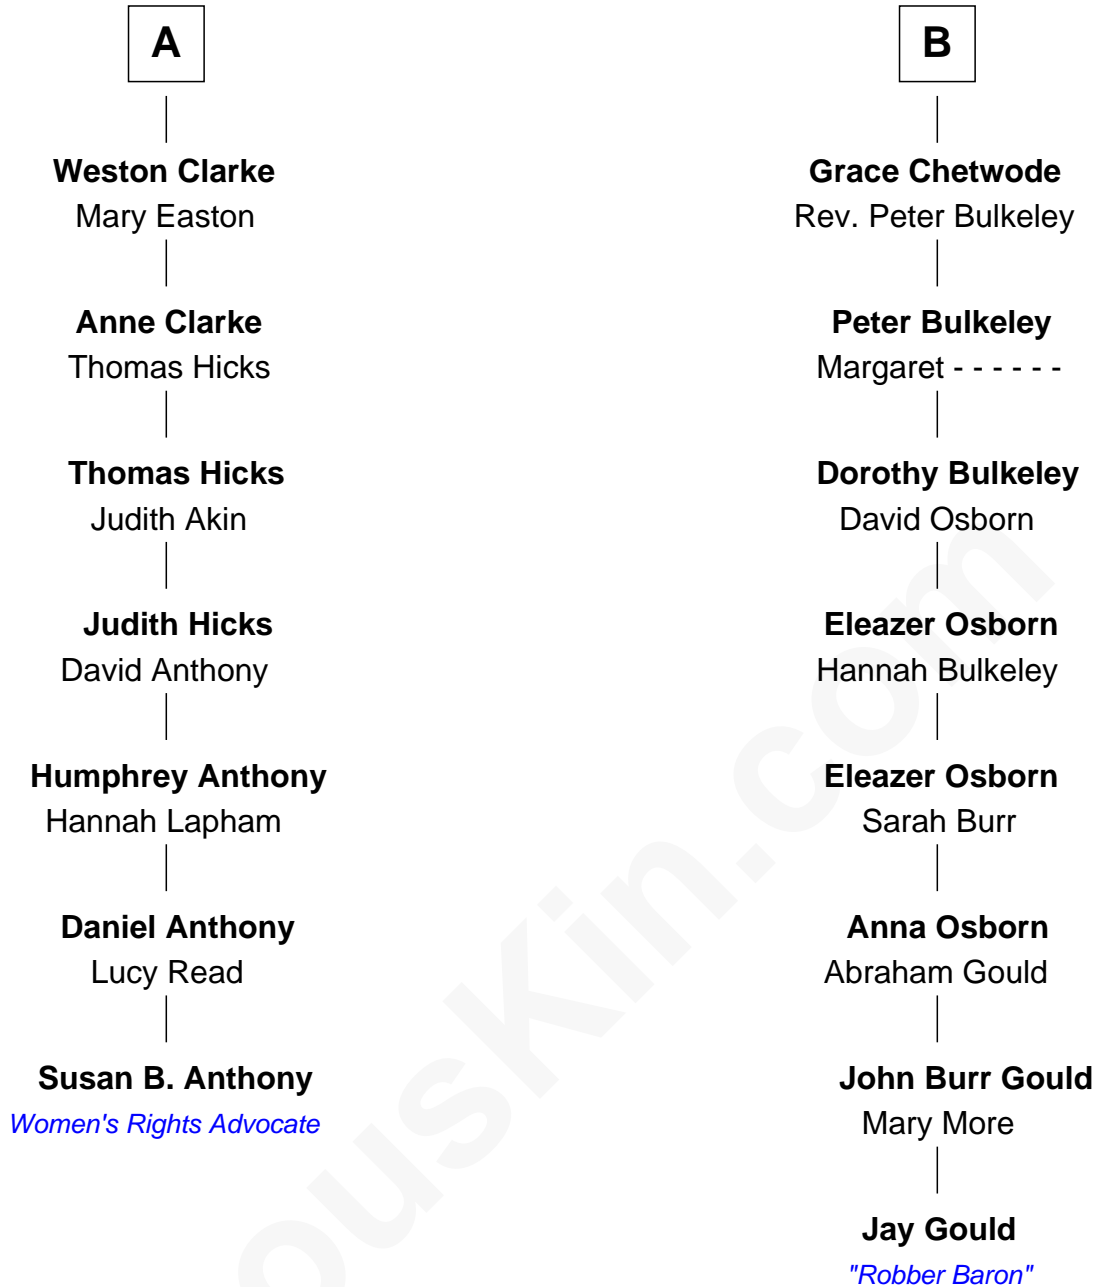 A
Weston Clarke
Mary Easton
Anne Clarke
Thomas Hicks
Thomas Hicks
Judith Akin
Judith Hicks
David Anthony
Humphrey Anthony
Hannah Lapham
Daniel Anthony
Lucy Read
Susan B. Anthony
Women's Rights Advocate
B
Grace Chetwode
Rev. Peter Bulkeley
Peter Bulkeley
Margaret - - - - - -
Dorothy Bulkeley
David Osborn
Eleazer Osborn
Hannah Bulkeley
Eleazer Osborn
Sarah Burr
Anna Osborn
Abraham Gould
John Burr Gould
Mary More
Jay Gould
"Robber Baron"
ousKin.com